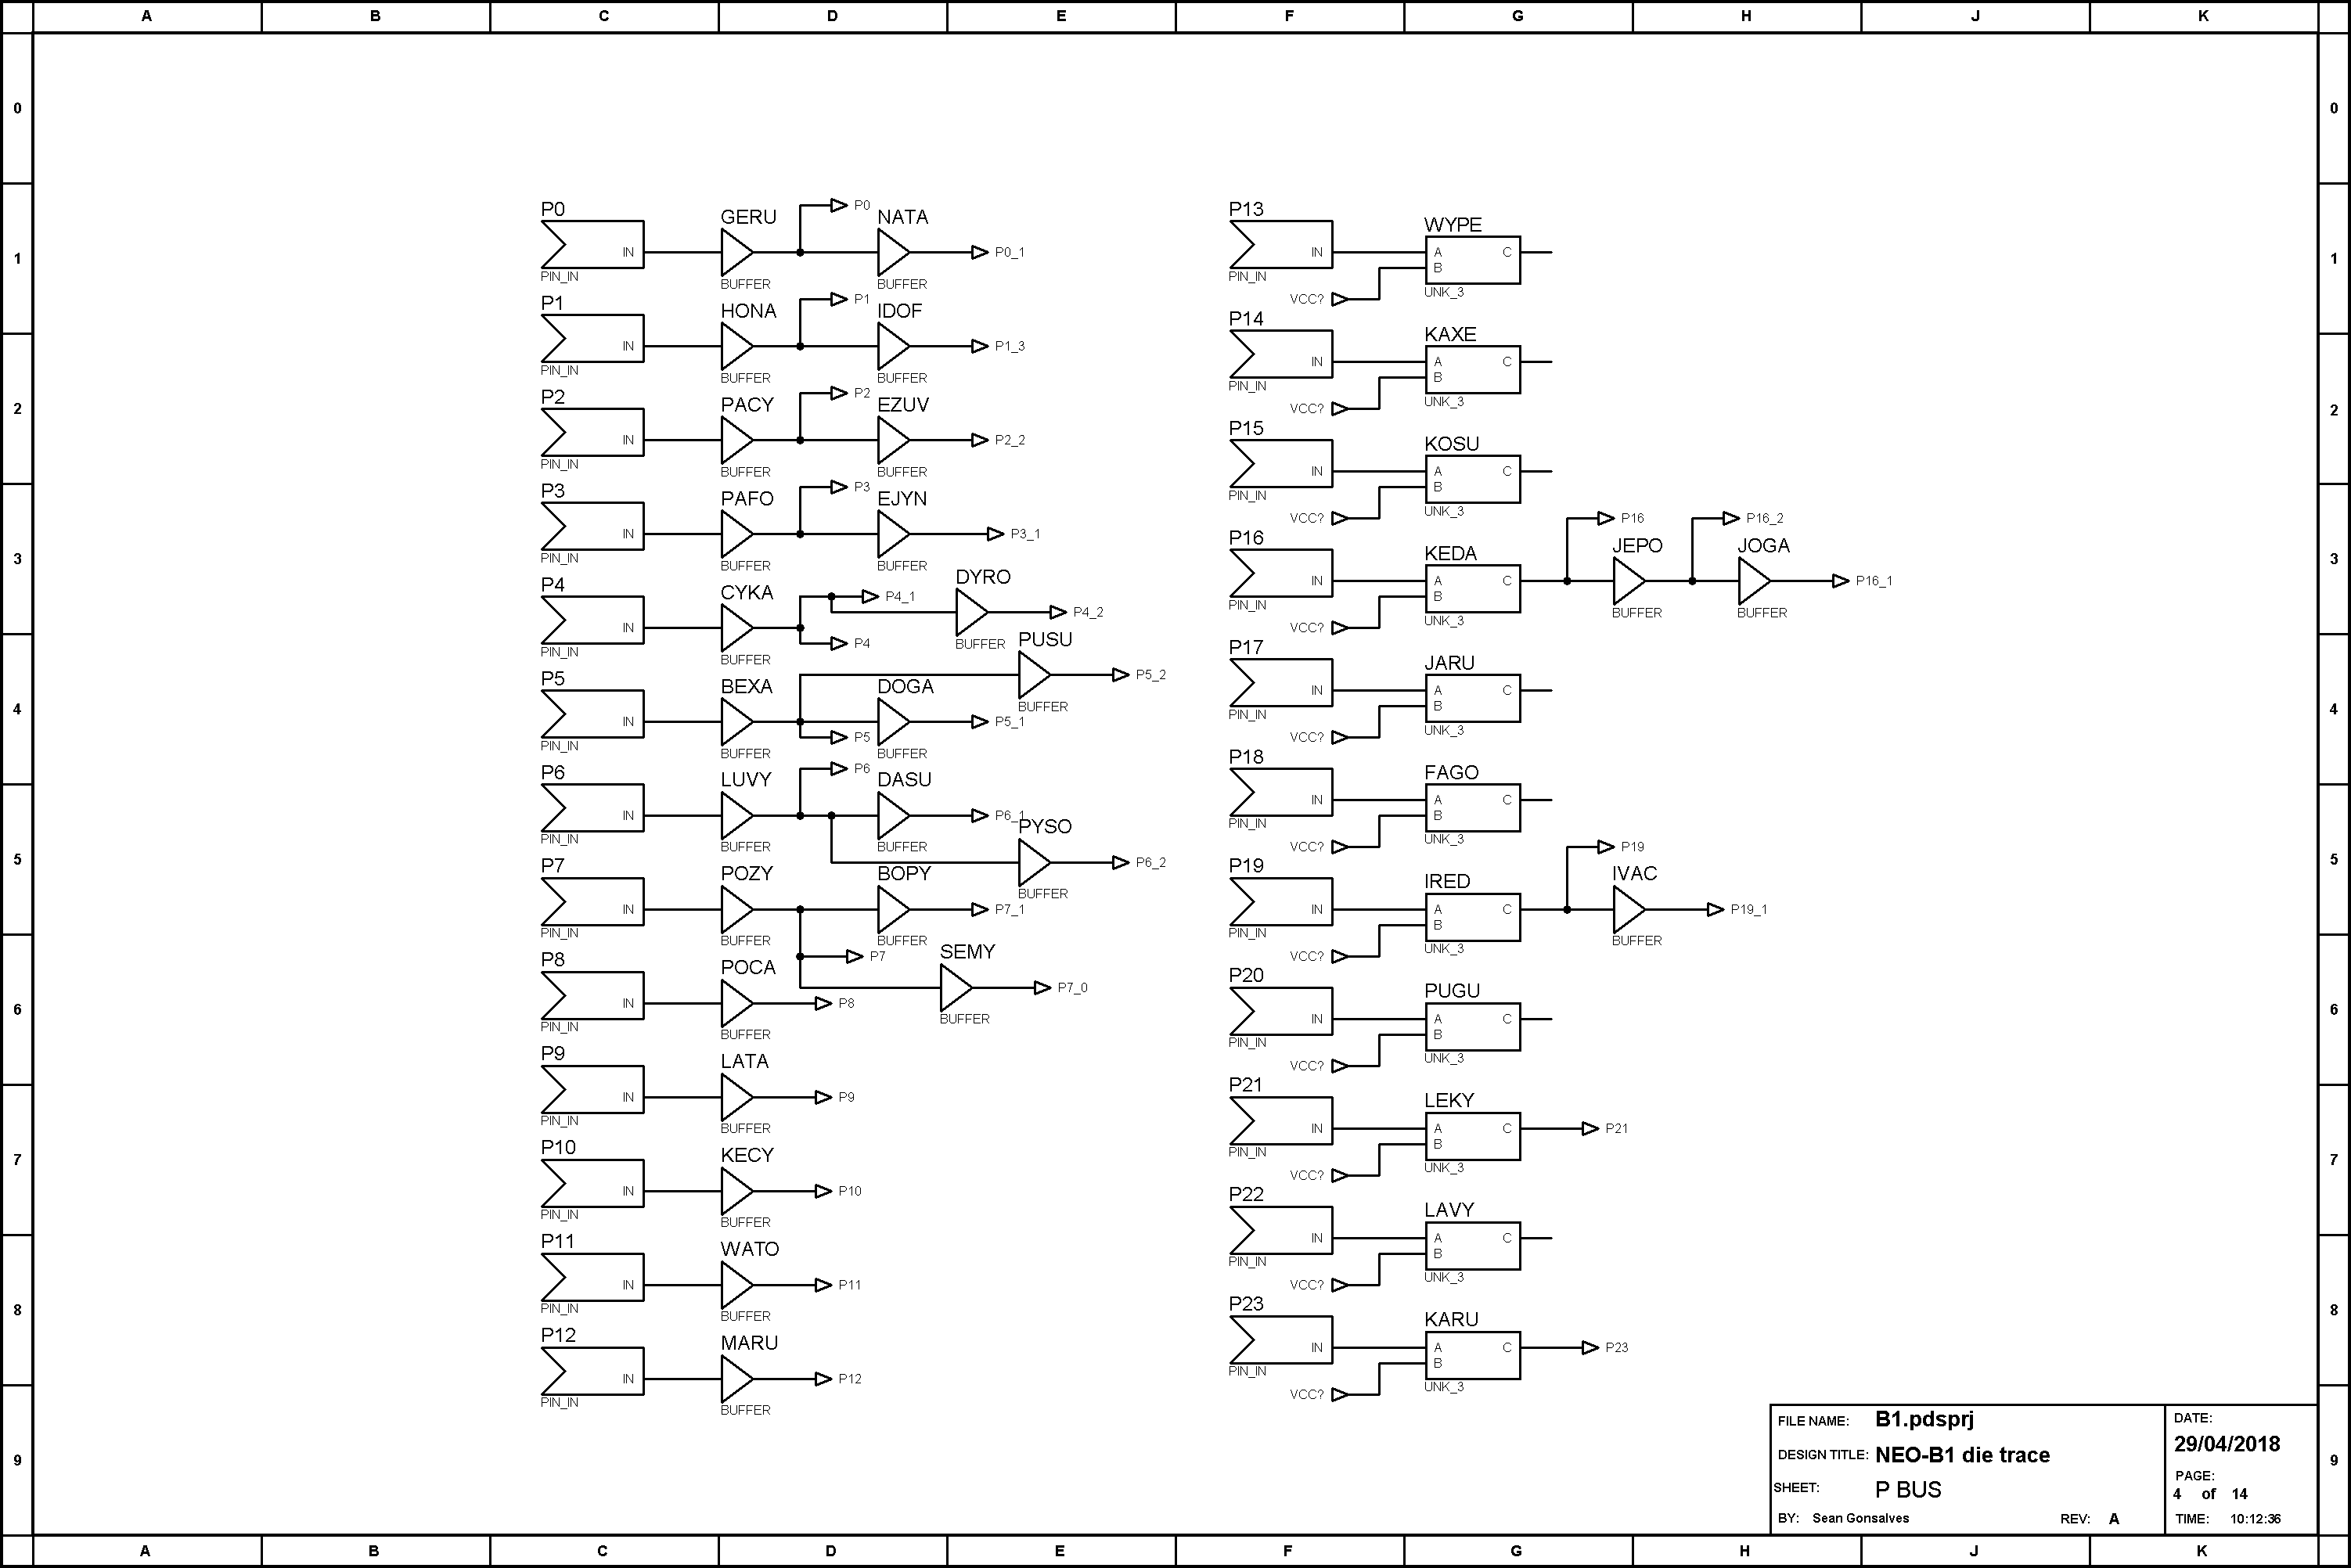 A B C D E F G H J K
0 0
1 1
2 2
3 3
4 4
5 5
6 6
7 7
8 8
9 9
P0 GERU P0 NATA
IN P0_1
PIN_IN BUFFER BUFFER
P1 HONA P1 IDOF
IN P1_3
PIN_IN BUFFER BUFFER
P2 PACY P2 EZUV
IN P2_2
PIN_IN BUFFER BUFFER
P3 PAFO P3 EJYN
IN P3_1
PIN_IN BUFFER BUFFER
P4 CYKA P4_1 DYRO
IN P4 P4_2
PIN_IN BUFFER BUFFER
PUSU
P5_2
BUFFER
P5 BEXA DOGA
IN P5_1
P5
PIN_IN BUFFER BUFFER
P6 LUVY P6 DASU
IN P6_1
PIN_IN BUFFER BUFFER
PYSO
P6_2
BUFFER
P7 POZY BOPY
IN P7_1
PIN_IN BUFFER BUFFER
P7
SEMY
P7_0
BUFFER
P8 POCA
IN P8
PIN_IN BUFFER
P9 LATA
IN P9
PIN_IN BUFFER
P10 KECY
IN P10
PIN_IN BUFFER
P11 WATO
IN P11
PIN_IN BUFFER
P12 MARU
IN P12
PIN_IN BUFFER
P13 WYPE
IN A C
B
PIN_IN VCC? UNK_3
P14 KAXE
IN A C
B
PIN_IN VCC? UNK_3
P15 KOSU
IN A C
B
PIN_IN VCC? UNK_3
P16 KEDA P16 JEPO P16_2 JOGA
IN A C P16_1
B
PIN_IN VCC? UNK_3 BUFFER BUFFER
P17 JARU
IN A C
B
PIN_IN VCC? UNK_3
P18 FAGO
IN A C
B
PIN_IN VCC? UNK_3
P19 IRED P19 IVAC
IN A C P19_1
B
PIN_IN VCC? UNK_3 BUFFER
P20 PUGU
IN A C
B
PIN_IN VCC? UNK_3
P21 LEKY
IN A C P21
B
PIN_IN VCC? UNK_3
P22 LAVY
IN A C
B
PIN_IN VCC? UNK_3
P23 KARU
IN A C P23
B
PIN_IN VCC? UNK_3
FILE NAME: B1.pdsprj
DESIGN TITLE: NEO-B1 die trace
SHEET: P BUS
BY: Sean Gonsalves REV: A
DATE:
29/04/2018
PAGE:
4 of 14
TIME: 10:12:36
A B C D E F G H J K